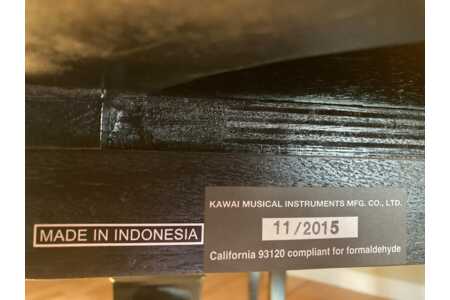 KAWAI MUSICAL INSTRUMENTS MFG. CO., LTD.
11/2015
MADE IN INDONESIA
California 93120 compliant for formaldehyde